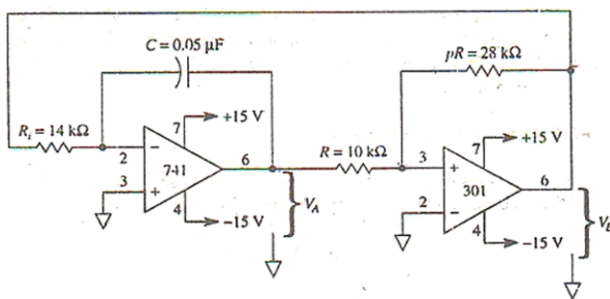 C = 0.05 µF
pR = 28 kΩ
R_i = 14 kΩ
7 +15 V
2 −
741
6
3 +
4 −15 V
V_A
R = 10 kΩ
7 +15 V
3 +
301
6
2 −
4 −15 V